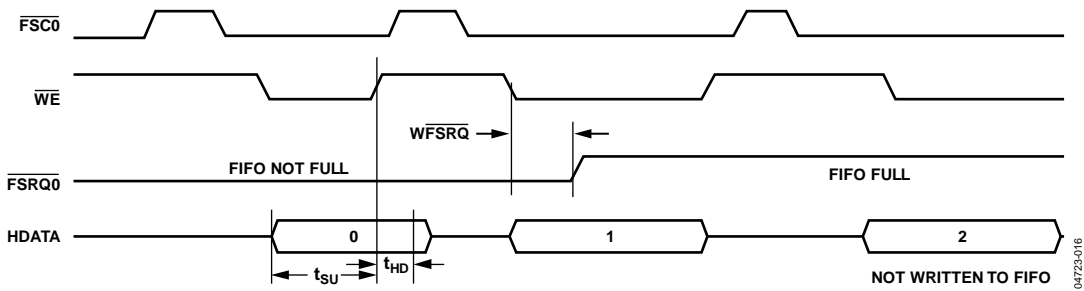 FSC0
WE
WFSRQ
FIFO NOT FULL
FIFO FULL
FSRQ0
HDATA
0
1
2
tSU
tHD
NOT WRITTEN TO FIFO
04723-016